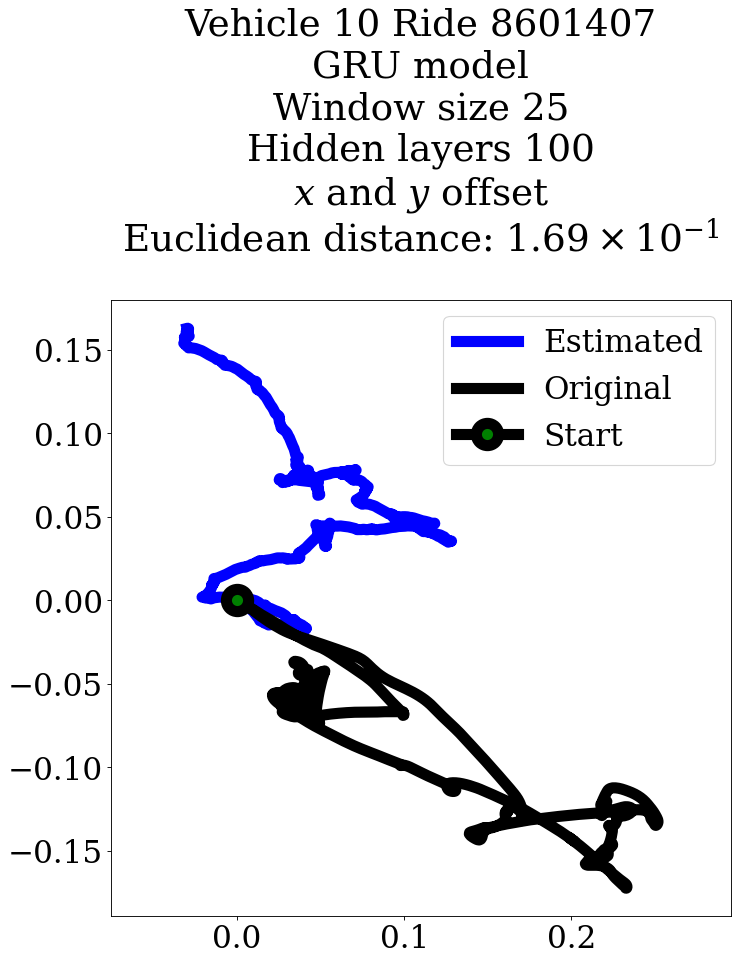 Vehicle 10 Ride 8601407
GRU model
Window size 25
Hidden layers 100
x and y offset
Euclidean distance: 1.69 × 10⁻¹
Estimated
Original
Start
0.15
0.10
0.05
0.00
−0.05
−0.10
−0.15
0.0 0.1 0.2